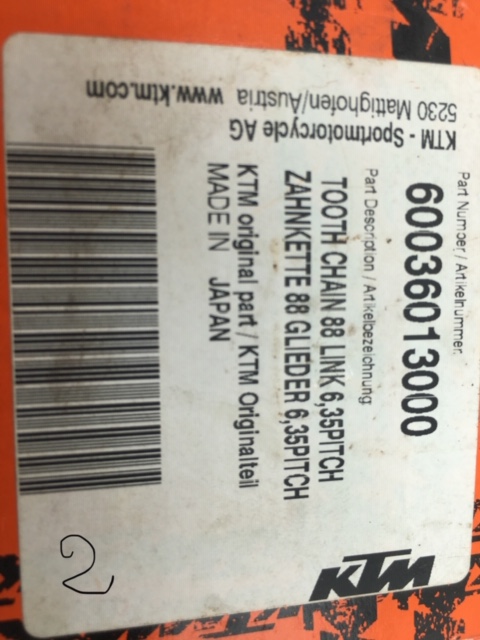 Part Number / Artikelnummer:
60036013000
Part Description / Artikelbezeichnung
TOOTH CHAIN 88 LINK 6,35PITCH
ZAHNKETTE 88 GLIEDER 6,35PITCH
KTM original part / KTM Originalteil
MADE IN JAPAN
KTM - Sportmotorcycle AG
5230 Mattighofen/Austria www.ktm.com
KTM
2